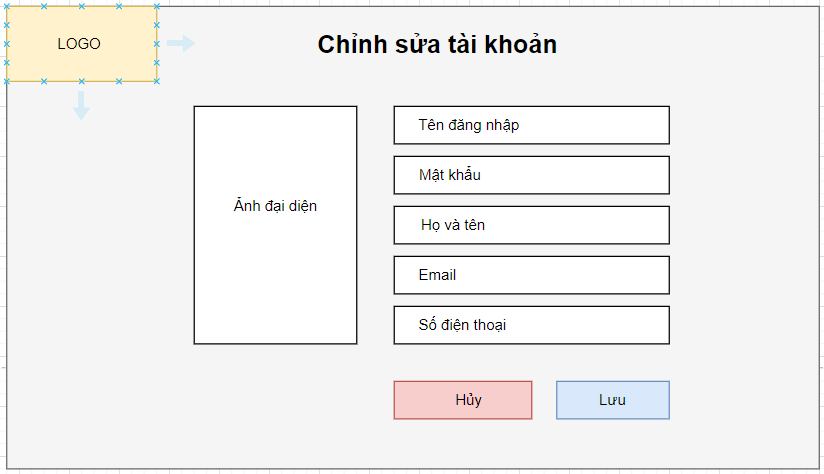 LOGO
Chỉnh sửa tài khoản
Ảnh đại diện
Tên đăng nhập
Mật khẩu
Họ và tên
Email
Số điện thoại
Hủy
Lưu